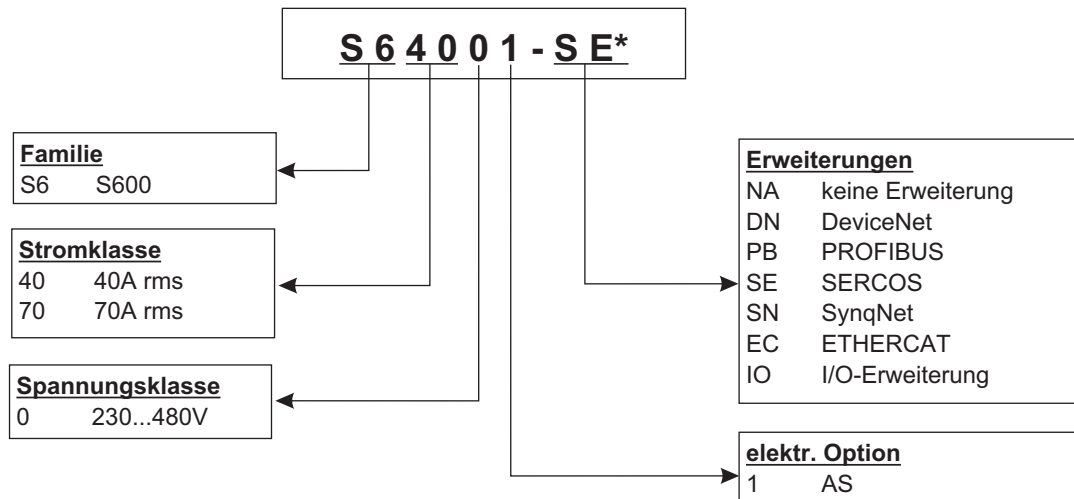 S 6 4 0 0 1 - S E*
Familie
S6 S600
Stromklasse
40 40A rms
70 70A rms
Spannungsklasse
0 230...480V
Erweiterungen
NA keine Erweiterung
DN DeviceNet
PB PROFIBUS
SE SERCOS
SN SynqNet
EC ETHERCAT
IO I/O-Erweiterung
elektr. Option
1 AS